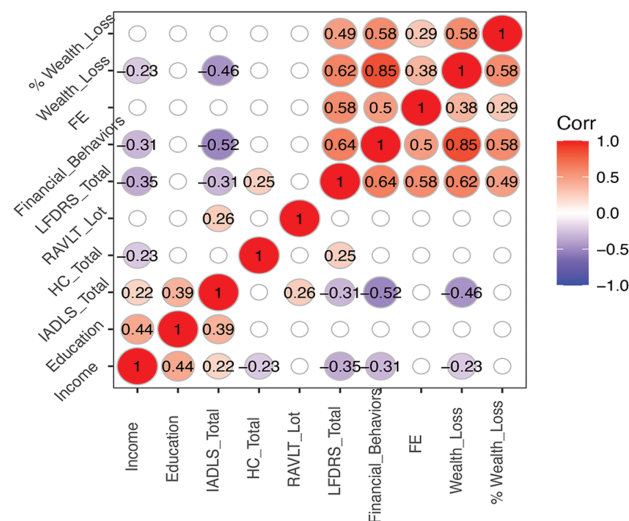 % Wealth_Loss 0.49 0.58 0.29 0.58 1
Wealth_Loss −0.23 −0.46 0.62 0.85 0.38 1 0.58
FE 0.58 0.5 1 0.38 0.29
Financial_Behaviors −0.31 −0.52 0.64 1 0.5 0.85 0.58
LFDRS_Total −0.35 −0.31 0.25 1 0.64 0.58 0.62 0.49
RAVLT_Lot 0.26 1
HC_Total −0.23 1 0.25
IADLS_Total 0.22 0.39 1 0.26 −0.31 −0.52 −0.46
Education 0.44 1 0.39
Income 1 0.44 0.22 −0.23 −0.35 −0.31 −0.23
Income Education IADLS_Total HC_Total RAVLT_Lot LFDRS_Total Financial_Behaviors FE Wealth_Loss % Wealth_Loss
Corr
1.0
0.5
0.0
−0.5
−1.0